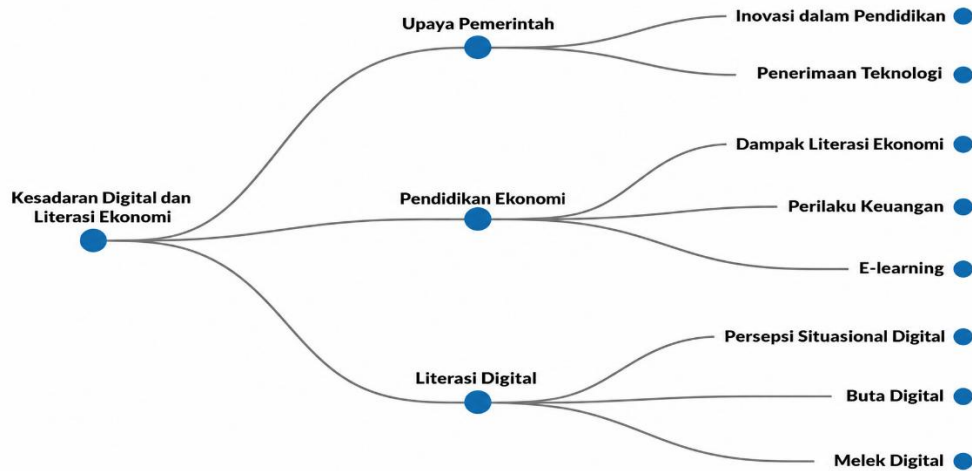 Kesadaran Digital dan
Literasi Ekonomi
Upaya Pemerintah
Inovasi dalam Pendidikan
Penerimaan Teknologi
Pendidikan Ekonomi
Dampak Literasi Ekonomi
Perilaku Keuangan
E-learning
Literasi Digital
Persepsi Situasional Digital
Buta Digital
Melek Digital